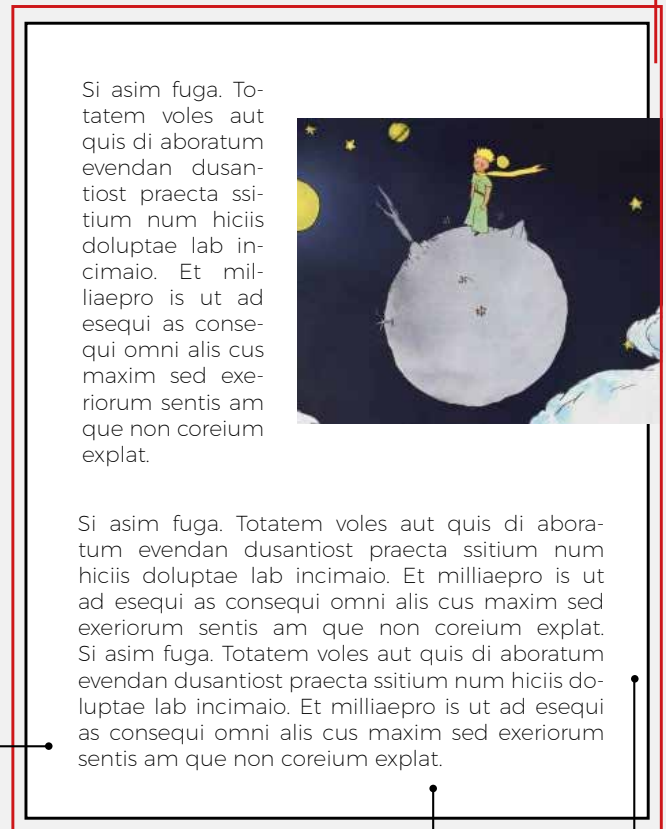 Si asim fuga. To-
tatem voles aut
quis di aboratum
evendan dusan-
tiost praecta ssi-
tium num hiciis
doluptae lab in-
cimaio. Et mil-
liaepro is ut ad
esequi as conse-
qui omni alis cus
maxim sed exe-
riorum sentis am
que non coreium
explat.
Si asim fuga. Totatem voles aut quis di abora-
tum evendan dusantiost praecta ssitium num
hiciis doluptae lab incimaio. Et milliaepro is ut
ad esequi as consequi omni alis cus maxim sed
exeriorum sentis am que non coreium explat.
Si asim fuga. Totatem voles aut quis di aboratum
evendan dusantiost praecta ssitium num hiciis do-
luptae lab incimaio. Et milliaepro is ut ad esequi
as consequi omni alis cus maxim sed exeriorum
sentis am que non coreium explat.